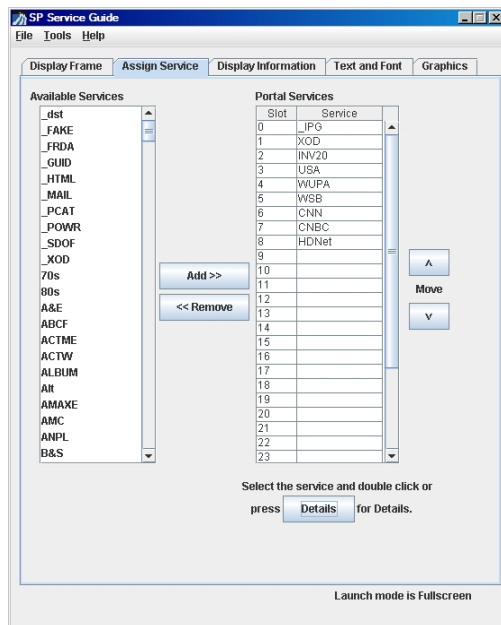 SP Service Guide
File Tools Help
Display Frame Assign Service Display Information Text and Font Graphics
Available Services
_dst
_FAKE
_FRDA
_GUID
_HTML
_MAIL
_PCAT
_POWR
_SDOF
_XOD
70s
80s
A&E
ABCF
ACTME
ACTW
ALBUM
Alt
AMAXE
AMC
ANPL
B&S
Add >>
<< Remove
Portal Services
Slot Service
0 _IPG
1 XOD
2 INV20
3 USA
4 WUPA
5 WSB
6 CNN
7 CNBC
8 HDNet
9
10
11
12
13
14
15
16
17
18
19
20
21
22
23
^
Move
v
Select the service and double click or
press Details for Details.
Launch mode is Fullscreen